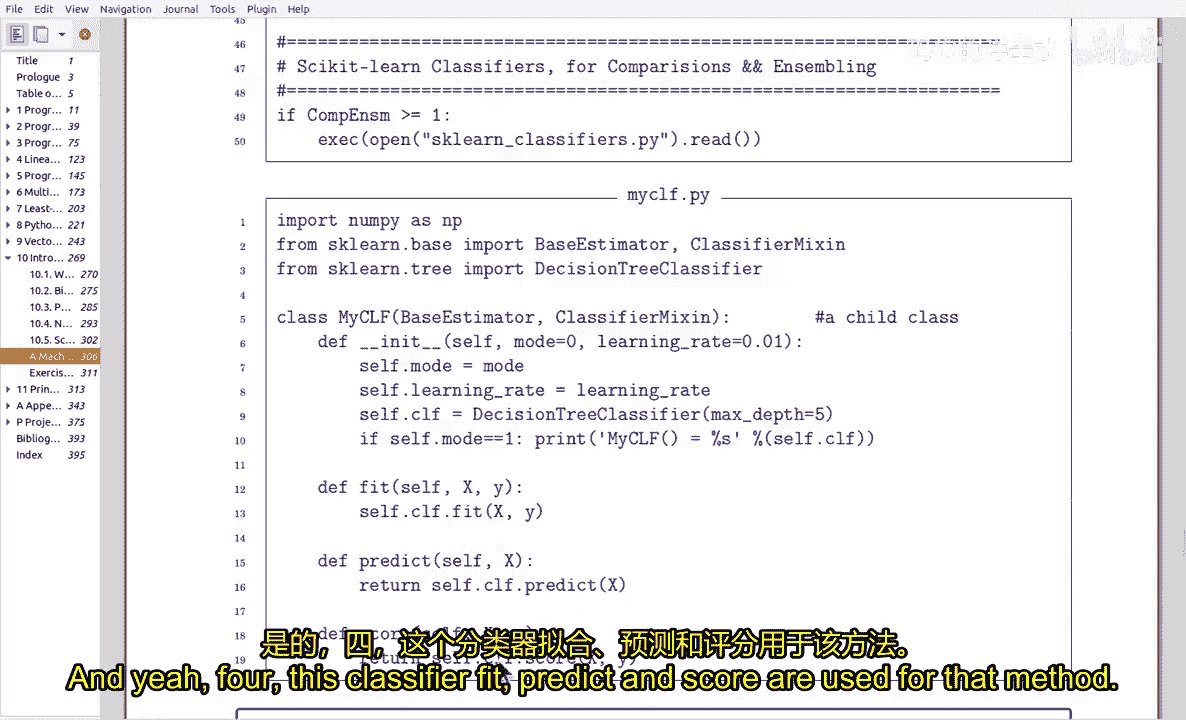 File Edit View Navigation Journal Tools Plugin Help
Title 1
Prologue 3
Table o... 5
1 Progr... 11
2 Progr... 39
3 Progr... 75
4 Linea... 123
5 Progr... 145
6 Multi... 173
7 Least-... 203
8 Pytho... 221
9 Vecto... 243
10 Intro... 269
10.1. W... 270
10.2. Bi... 275
10.3. P... 285
10.4. N... 293
10.5. Sc... 302
A Mach ... 306
Exercis... 311
11 Prin... 313
A Appe... 343
P Proje... 375
Bibliog... 393
Index 395
45
46 #=====================================================================
47 # Scikit-learn Classifiers, for Comparisions && Ensembling
48 #=====================================================================
49 if CompEnsm >= 1:
50 exec(open("sklearn_classifiers.py").read())
myclf.py
1 import numpy as np
2 from sklearn.base import BaseEstimator, ClassifierMixin
3 from sklearn.tree import DecisionTreeClassifier
4
5 class MyCLF(BaseEstimator, ClassifierMixin): #a child class
6 def __init__(self, mode=0, learning_rate=0.01):
7 self.mode = mode
8 self.learning_rate = learning_rate
9 self.clf = DecisionTreeClassifier(max_depth=5)
10 if self.mode==1: print('MyCLF() = %s' %(self.clf))
11
12 def fit(self, X, y):
13 self.clf.fit(X, y)
14
15 def predict(self, X):
16 return self.clf.predict(X)
17
18 def
19 return self.clf.score(X, y)
是的，四，这个分类器拟合、预测和评分用于该方法。
And yeah, four, this classifier fit, predict and score are used for that method.